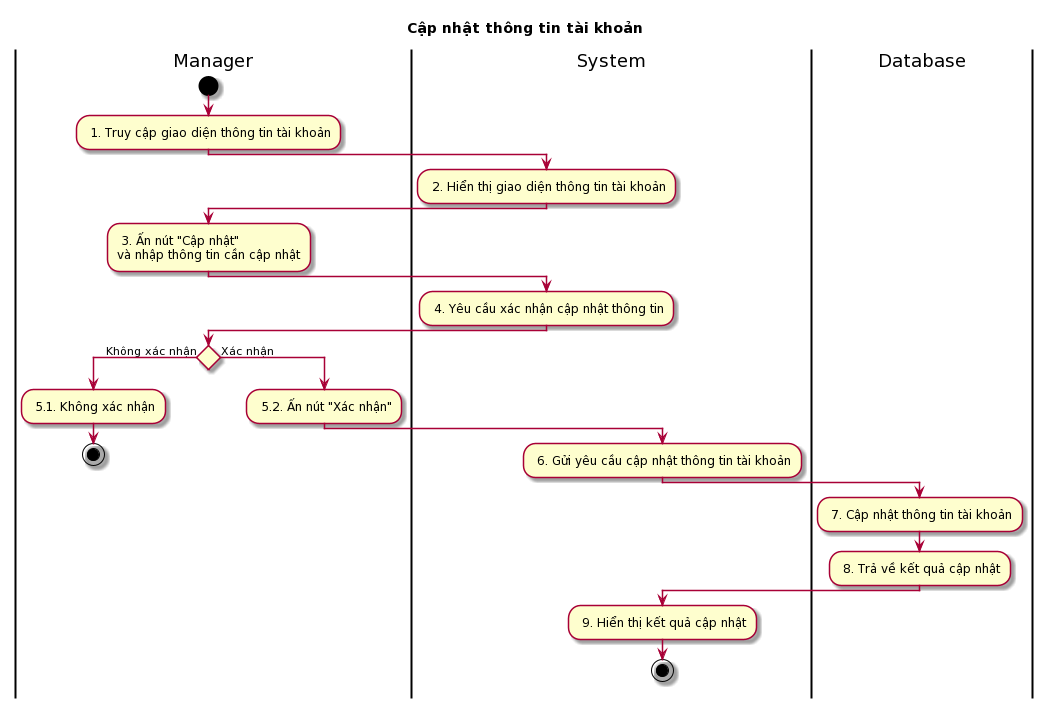 Cập nhật thông tin tài khoản
Manager
System
Database
1. Truy cập giao diện thông tin tài khoản
2. Hiển thị giao diện thông tin tài khoản
3. Ấn nút "Cập nhật"
và nhập thông tin cần cập nhật
4. Yêu cầu xác nhận cập nhật thông tin
Không xác nhận
Xác nhận
5.1. Không xác nhận
5.2. Ấn nút "Xác nhận"
6. Gửi yêu cầu cập nhật thông tin tài khoản
7. Cập nhật thông tin tài khoản
8. Trả về kết quả cập nhật
9. Hiển thị kết quả cập nhật